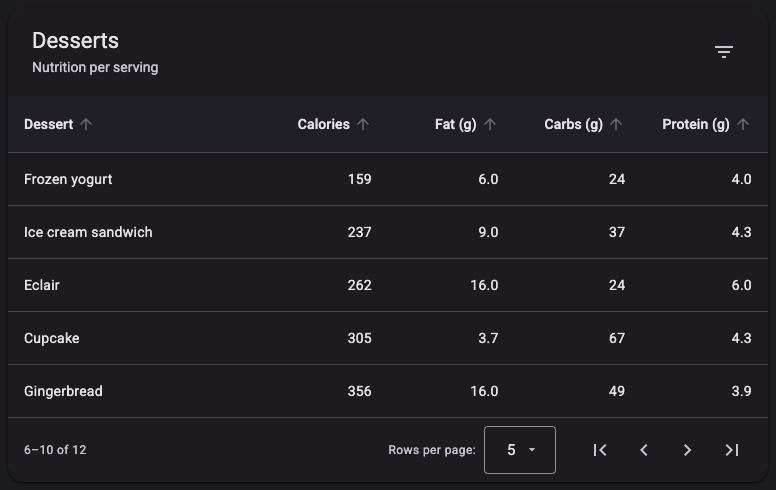 Desserts
Nutrition per serving
Dessert Calories Fat (g) Carbs (g) Protein (g)
Frozen yogurt 159 6.0 24 4.0
Ice cream sandwich 237 9.0 37 4.3
Eclair 262 16.0 24 6.0
Cupcake 305 3.7 67 4.3
Gingerbread 356 16.0 49 3.9
6–10 of 12 Rows per page: 5